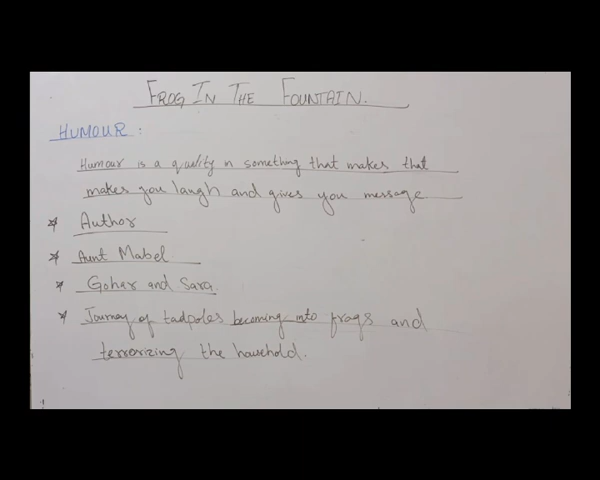 FROG IN THE FOUNTAIN.
HUMOUR:
Humour is a quality in something that makes that
makes you laugh and gives you message
* Author
* Aunt Mabel
* Gohar and Sara.
* Journey of tadpoles becoming into frogs and
terrorizing the household.